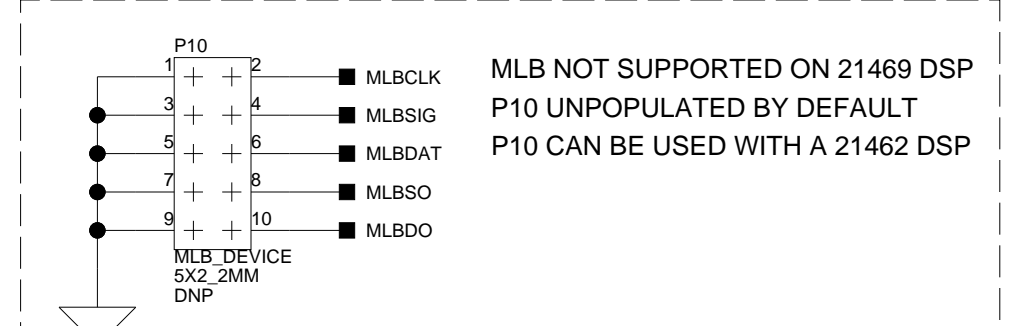 P10
1 2 MLBCLK
3 4 MLBSIG
5 6 MLBDAT
7 8 MLBSO
9 10 MLBDO
MLB_DEVICE
5X2_2MM
DNP
MLB NOT SUPPORTED ON 21469 DSP
P10 UNPOPULATED BY DEFAULT
P10 CAN BE USED WITH A 21462 DSP